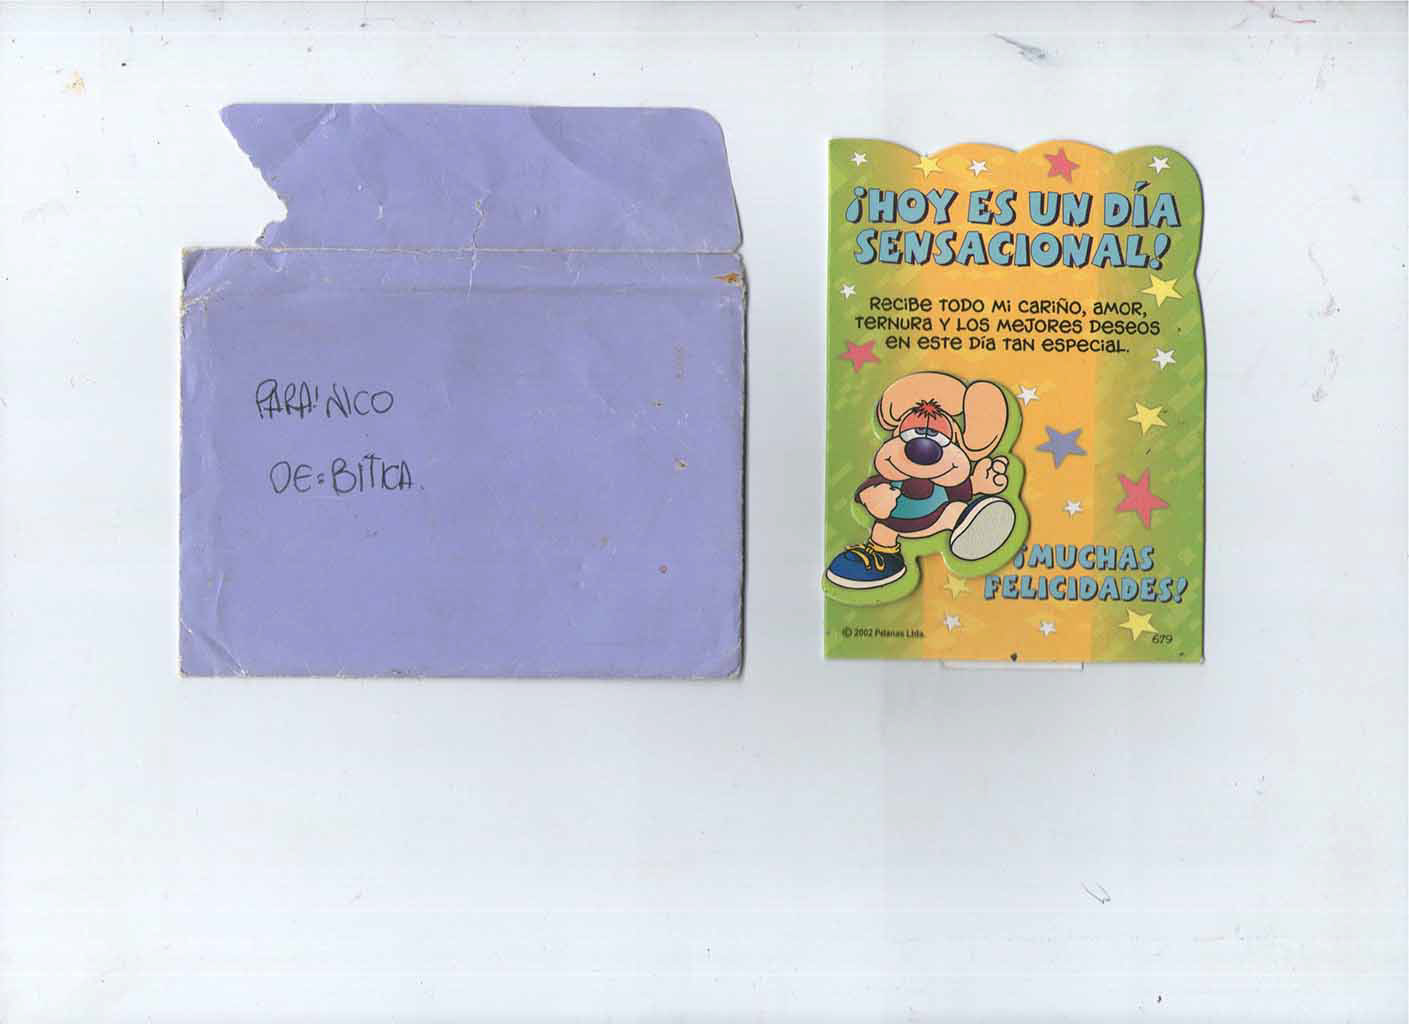 PARA! NICO
DE: BITICA.
¡HOY ES UN DÍA
SENSACIONAL!
RECIBE TODO MI CARIÑO, AMOR,
TERNURA Y LOS MEJORES DESEOS
EN ESTE DÍA TAN ESPECIAL.
¡MUCHAS
FELICIDADES!
© 2002 Pelanas Ltda.
679